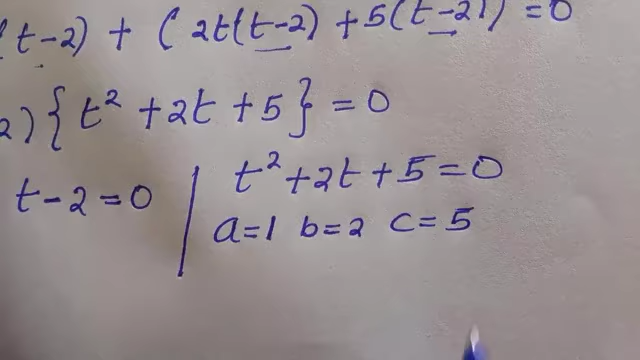 (t-2) + (2t(t-2) + 5(t-2)) = 0
2) {t² + 2t + 5} = 0
t - 2 = 0 | t² + 2t + 5 = 0
a = 1 b = 2 c = 5